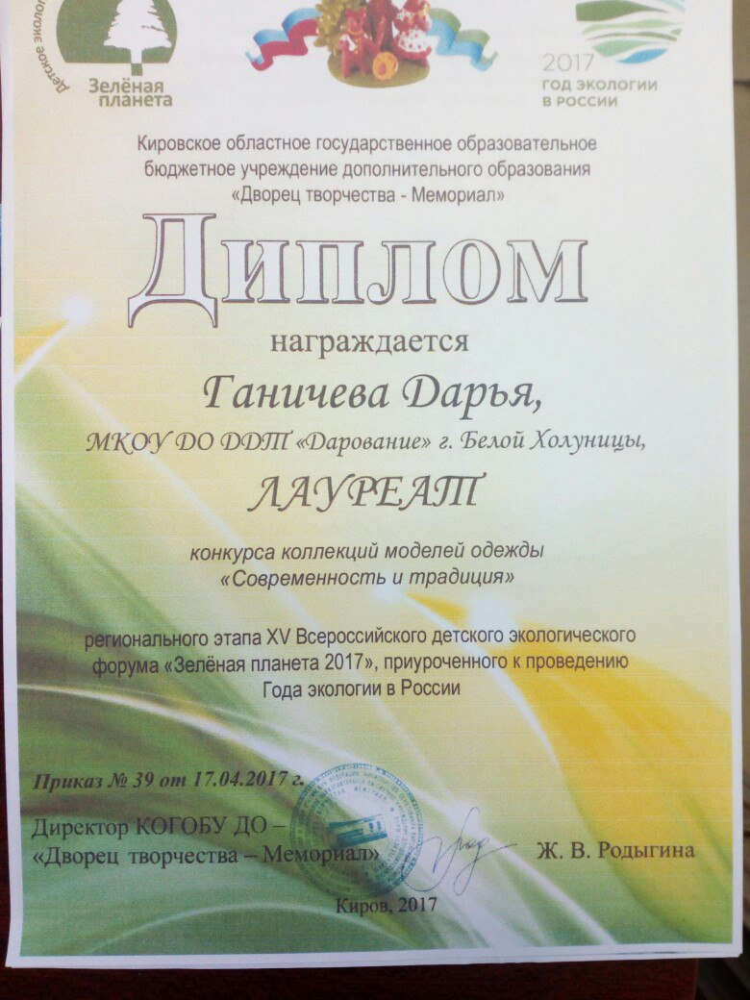 Детское эколог
Зелёная
планета
2017
ГОД ЭКОЛОГИИ
В РОССИИ
Кировское областное государственное образовательное
бюджетное учреждение дополнительного образования
«Дворец творчества - Мемориал»
Диплом
награждается
Ганичева Дарья,
МКОУ ДО ДДТ «Дарование» г. Белой Холуницы,
ЛАУРЕАТ
конкурса коллекций моделей одежды
«Современность и традиция»
регионального этапа XV Всероссийского детского экологического
форума «Зелёная планета 2017», приуроченного к проведению
Года экологии в России
Приказ № 39 от 17.04.2017 г.
Директор КОГОБУ ДО –
«Дворец творчества – Мемориал»
Ж. В. Родыгина
Киров, 2017